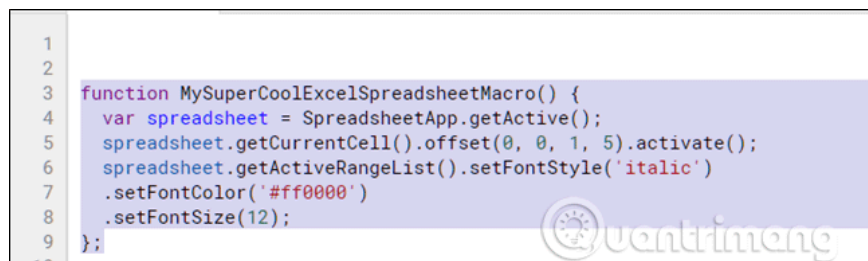 1
2
3 function MySuperCoolExcelSpreadsheetMacro() {
4 var spreadsheet = SpreadsheetApp.getActive();
5 spreadsheet.getCurrentCell().offset(0, 0, 1, 5).activate();
6 spreadsheet.getActiveRangeList().setFontStyle('italic')
7 .setFontColor('#ff0000')
8 .setFontSize(12);
9 };
Quantrimang